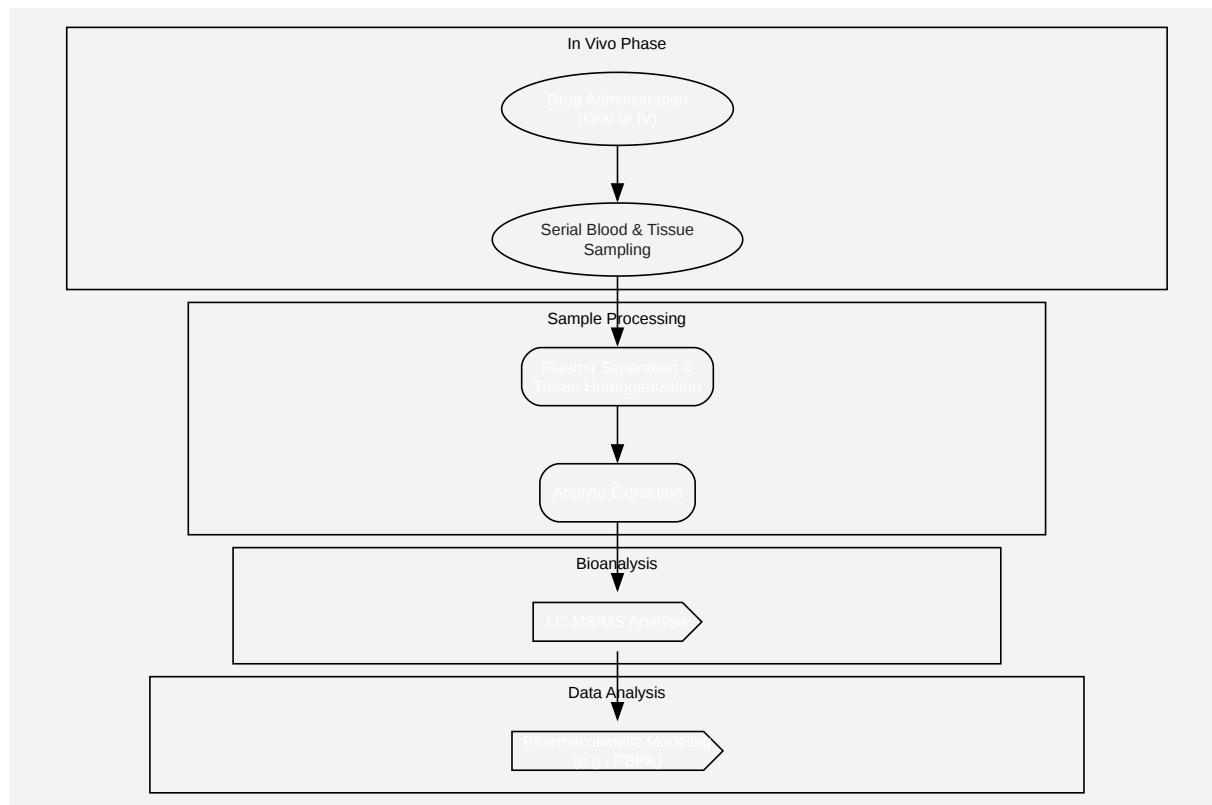 In Vivo Phase
Drug Administration
(Oral or IV)
Serial Blood & Tissue
Sampling
Sample Processing
Plasma Separation &
Tissue Homogenization
Analyte Extraction
Bioanalysis
LC-MS/MS Analysis
Data Analysis
Pharmacokinetic Modeling
(e.g., PBPK)